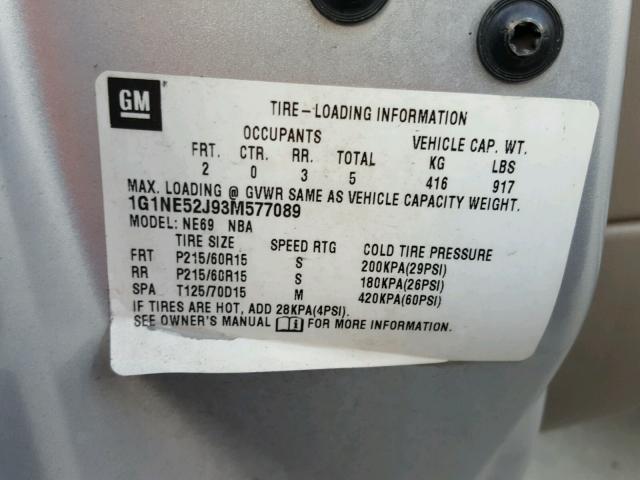 GM
TIRE-LOADING INFORMATION
OCCUPANTS VEHICLE CAP. WT.
FRT. CTR. RR. TOTAL KG LBS
2 0 3 5 416 917
MAX. LOADING @ GVWR SAME AS VEHICLE CAPACITY WEIGHT.
1G1NE52J93M577089
MODEL: NE69 NBA
TIRE SIZE SPEED RTG COLD TIRE PRESSURE
FRT P215/60R15 S 200KPA(29PSI)
RR P215/60R15 S 180KPA(26PSI)
SPA T125/70D15 M 420KPA(60PSI)
IF TIRES ARE HOT, ADD 28KPA(4PSI).
SEE OWNER'S MANUAL FOR MORE INFORMATION.